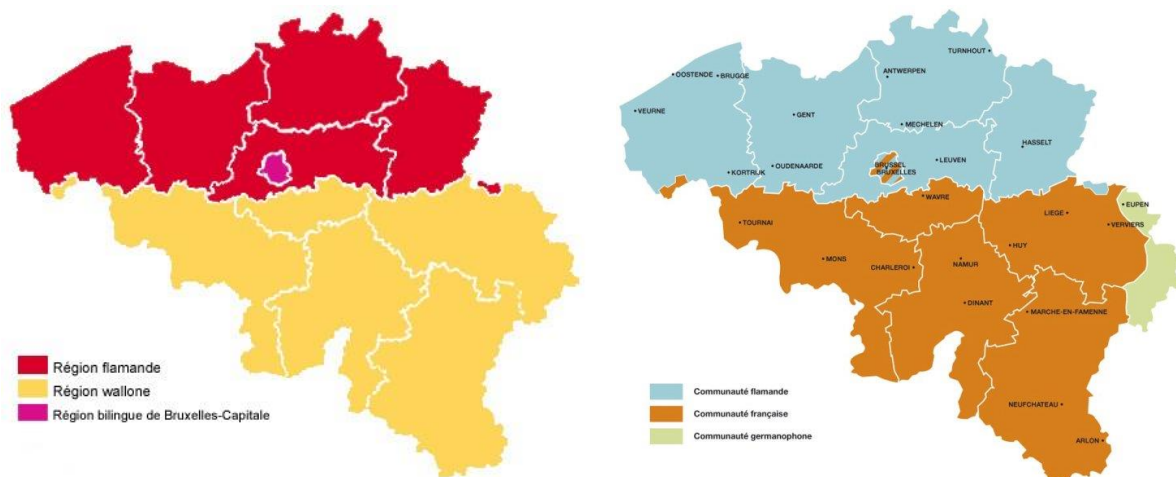 Région flamande
Région wallone
Région bilingue de Bruxelles-Capitale
TURNHOUT
OOSTENDE
BRUGGE
ANTWERPEN
VEURNE
GENT
MECHELEN
HASSELT
OUDENAARDE
BRUSSEL
BRUXELLES
LEUVEN
KORTRIJK
WAVRE
EUPEN
LIEGE
TOURNAI
VERVIERS
HUY
MONS
CHARLEROI
NAMUR
DINANT
MARCHE-EN-FAMENNE
NEUFCHATEAU
ARLON
Communauté flamande
Communauté française
Communauté germanophone